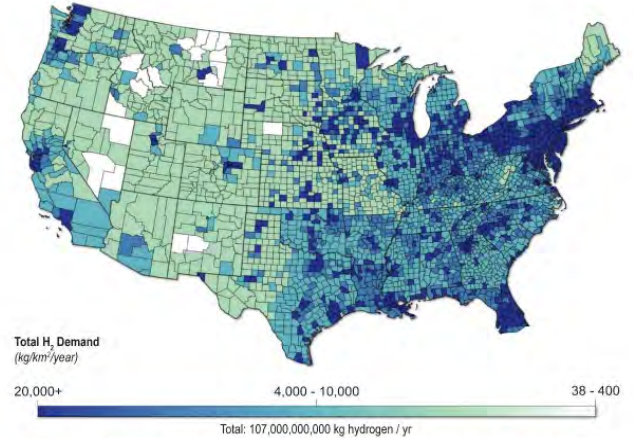 Total H₂ Demand
(kg/km²/year)
20,000+ 4,000 - 10,000 38 - 400
Total: 107,000,000,000 kg hydrogen / yr